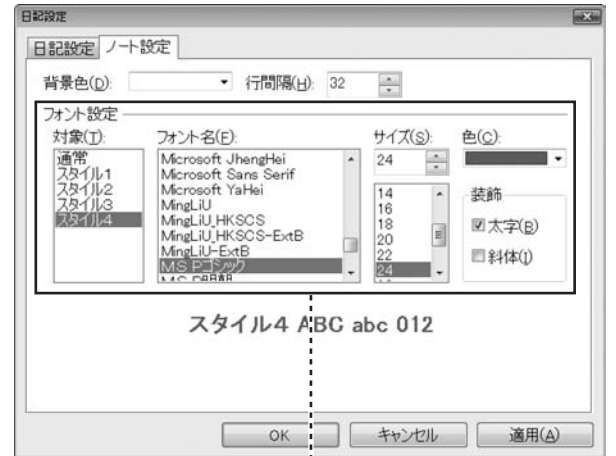 日記設定
日記設定 ノート設定
背景色(D): 行間隔(H): 32
フォント設定
対象(T): フォント名(F): サイズ(S): 色(C):
通常
スタイル1
スタイル2
スタイル3
スタイル4
Microsoft JhengHei
Microsoft Sans Serif
Microsoft YaHei
MingLiU
MingLiU_HKSCS
MingLiU_HKSCS-ExtB
MingLiU-ExtB
MS Pゴシック
MS P明朝
24
14
16
18
20
22
24
装飾
太字(B)
斜体(I)
スタイル4 ABC abc 012
OK キャンセル 適用(A)